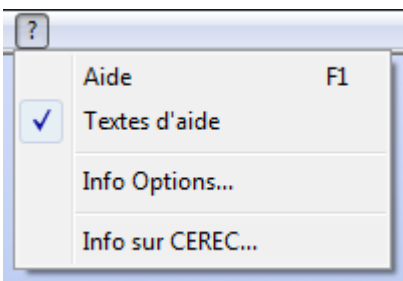 ?
Aide F1
Textes d'aide
Info Options...
Info sur CEREC...